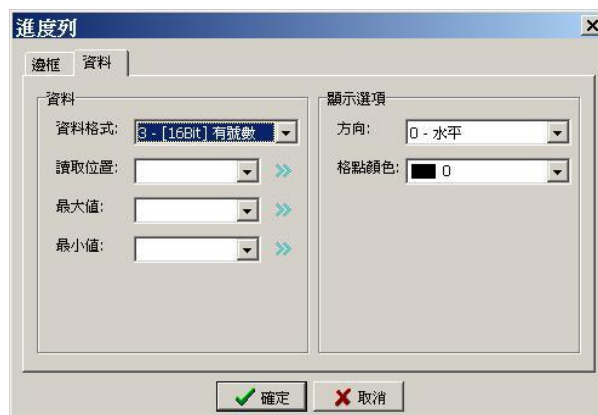 進度列
邊框 資料
資料
資料格式: 3 - [16Bit] 有號數
讀取位置:
最大值:
最小值:
顯示選項
方向: 0 - 水平
格點顏色: 0
確定 取消